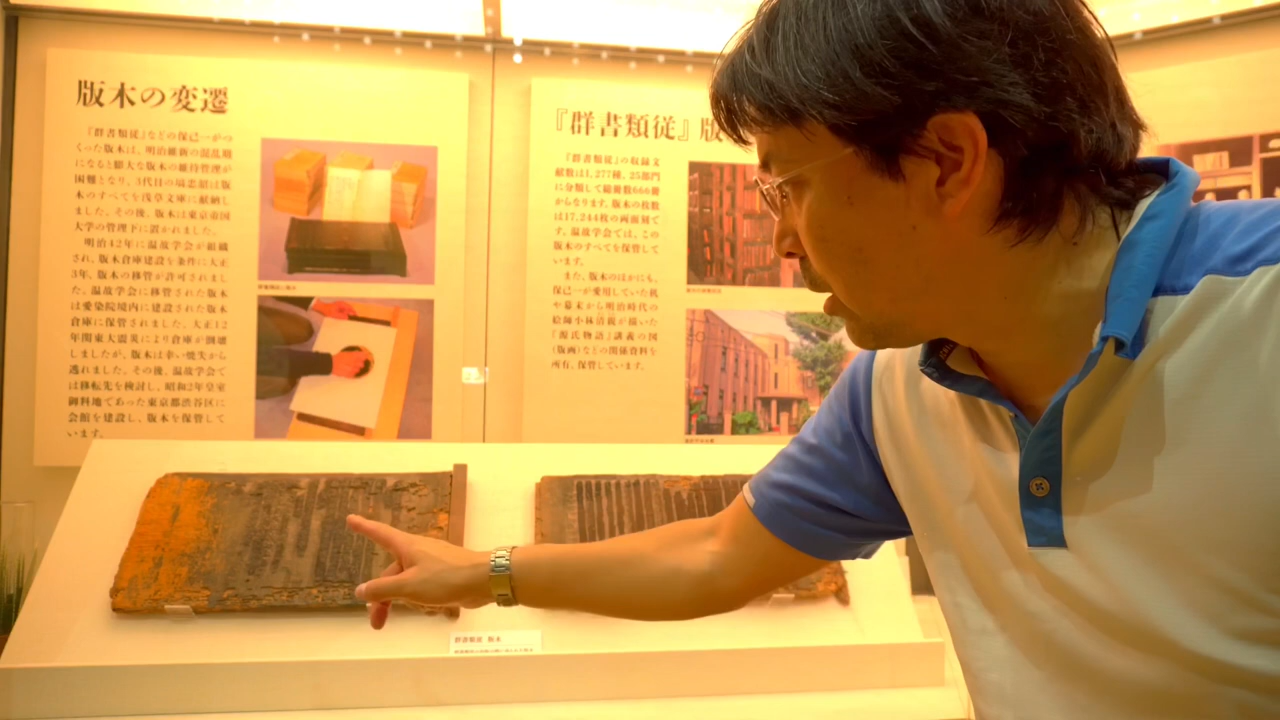 版木の変遷
『群書類従』などの保己一がつ
くった版木は、明治維新の混乱期
になると膨大な版木の維持管理が
困難となり、3代目の塙忠韶は版
木のすべてを浅草文庫に献納し
ました。その後、版木は東京帝国
大学の管理下に置かれました。
明治42年に温故学会が組織
され、版木倉庫建設を条件に大正
3年、版木の移管が許可されまし
た。温故学会に移管された版木
は愛染院境内に建設された版木
倉庫に保管されました。大正12
年関東大震災により倉庫が倒壊
しましたが、版木は幸い焼失から
逃れました。その後、温故学会で
は移転先を検討し、昭和2年皇室
御料地であった東京都渋谷区に
会館を建設し、版木を保管して
います。
『群書類従』版
『群書類従』の収録文
献数は1,277種、25部門
に分類して総冊数666冊
からなります。版木の枚数
は17,244枚の両面刻で
す。温故学会では、この
版木のすべてを保管して
います。
また、版木のほかにも、
保己一が愛用していた机
や幕末から明治時代の
絵師小林清親が描いた
『源氏物語』講義の図
(版画)などの関係資料を
所有、保管しています。
群書類従 版木